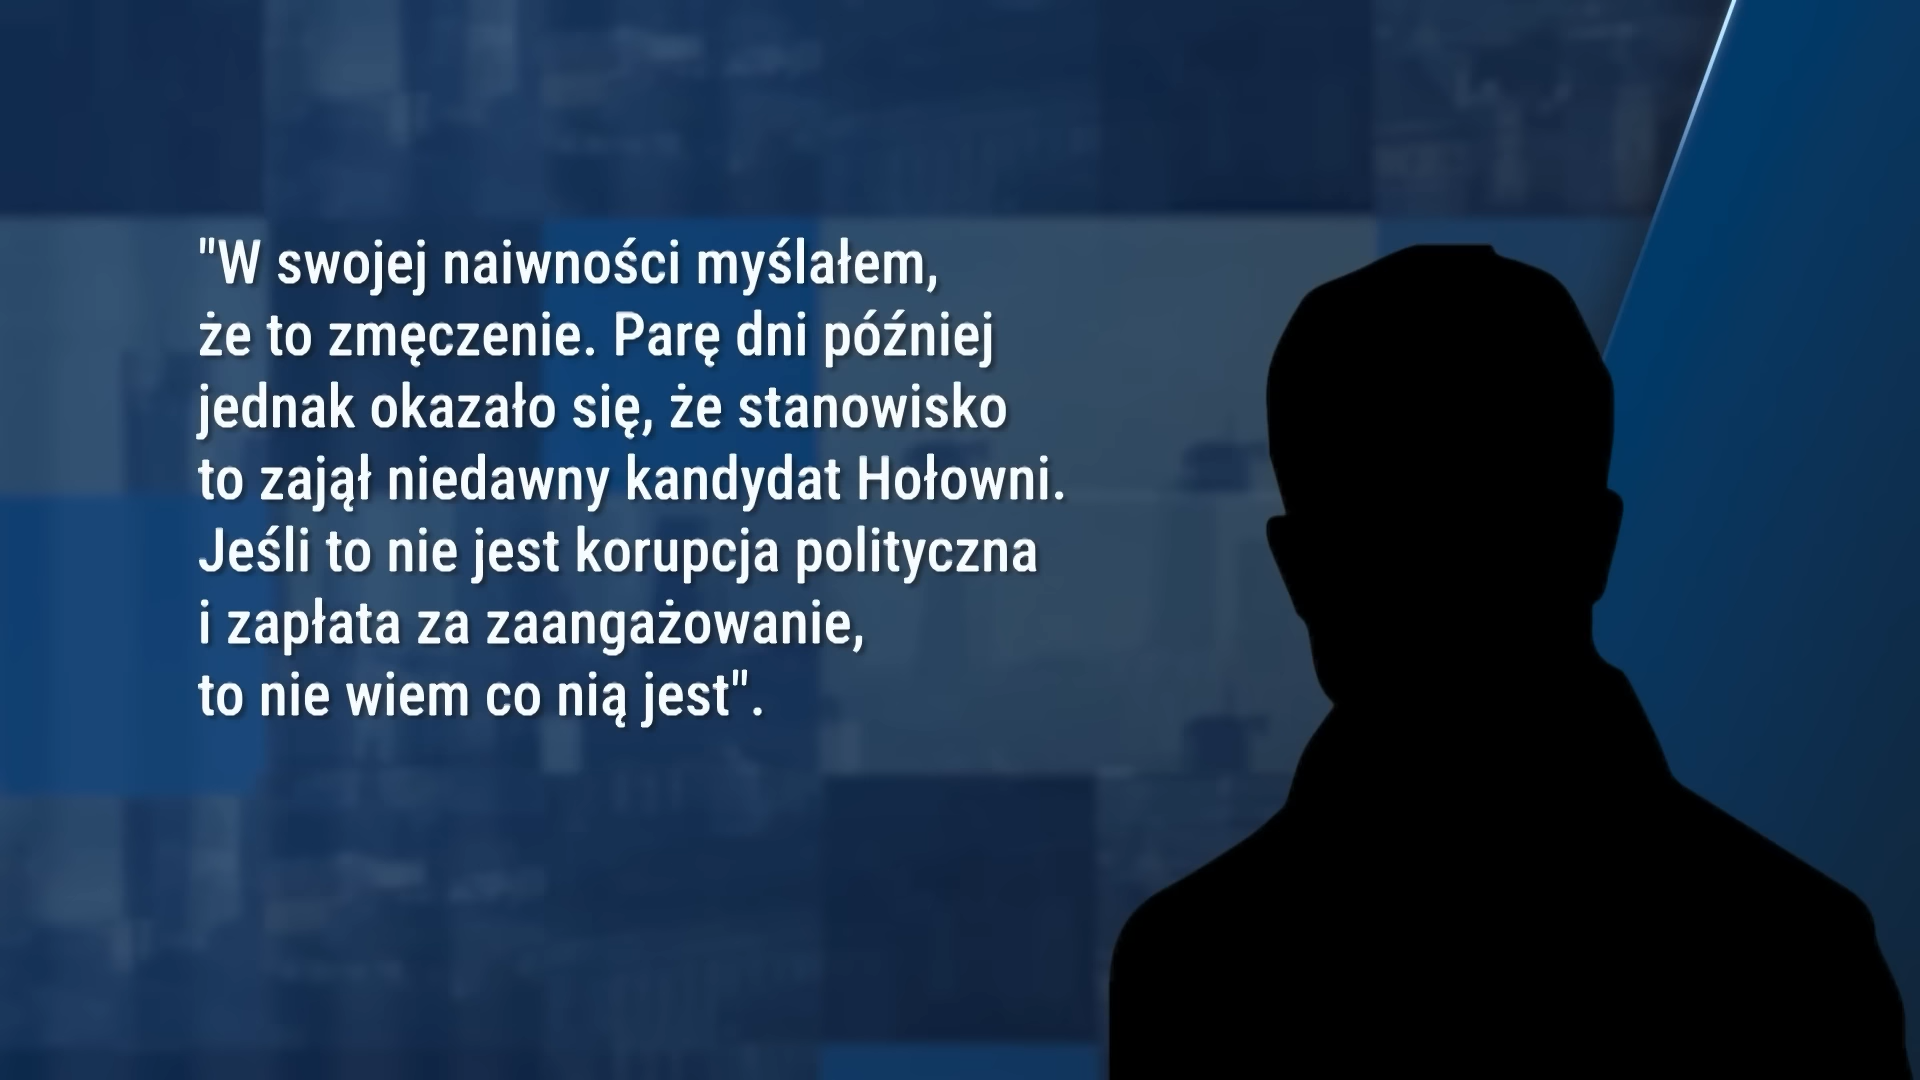 "W swojej naiwności myślałem,
że to zmęczenie. Parę dni później
jednak okazało się, że stanowisko
to zajął niedawny kandydat Hołowni.
Jeśli to nie jest korupcja polityczna
i zapłata za zaangażowanie,
to nie wiem co nią jest".